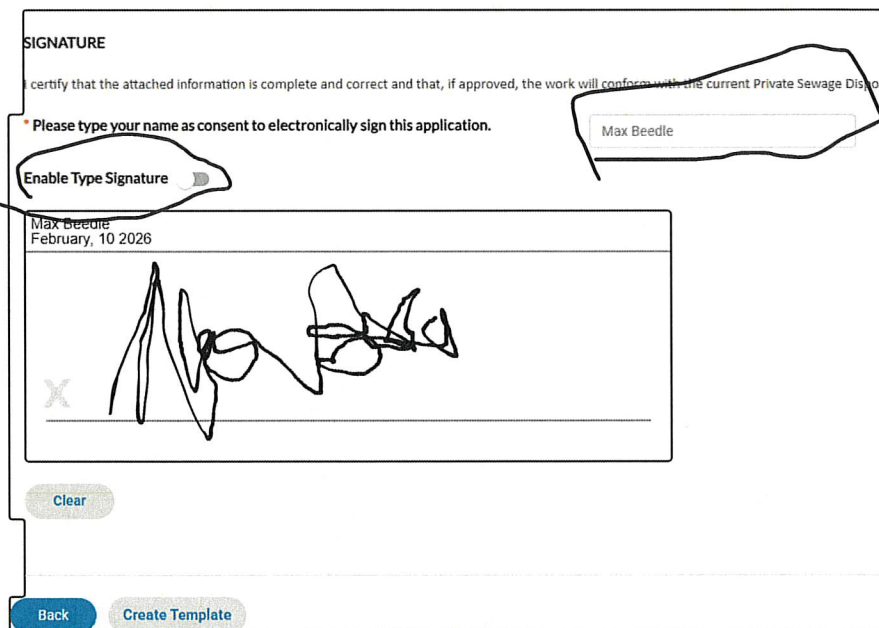 SIGNATURE
I certify that the attached information is complete and correct and that, if approved, the work will conform with the current Private Sewage Dispo
* Please type your name as consent to electronically sign this application.
Max Beedle
Enable Type Signature
Max Beedle
February, 10 2026
X
Clear
Back
Create Template